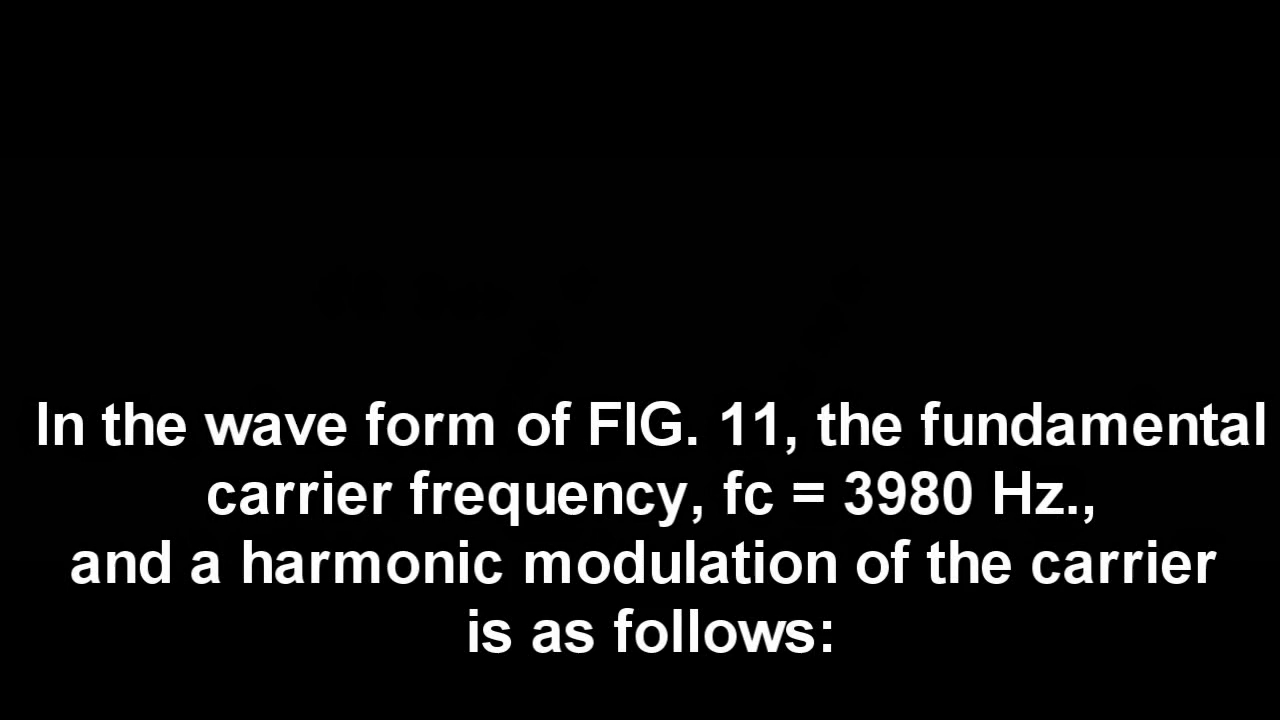 In the wave form of FIG. 11, the fundamental
carrier frequency, fc = 3980 Hz.,
and a harmonic modulation of the carrier
is as follows: